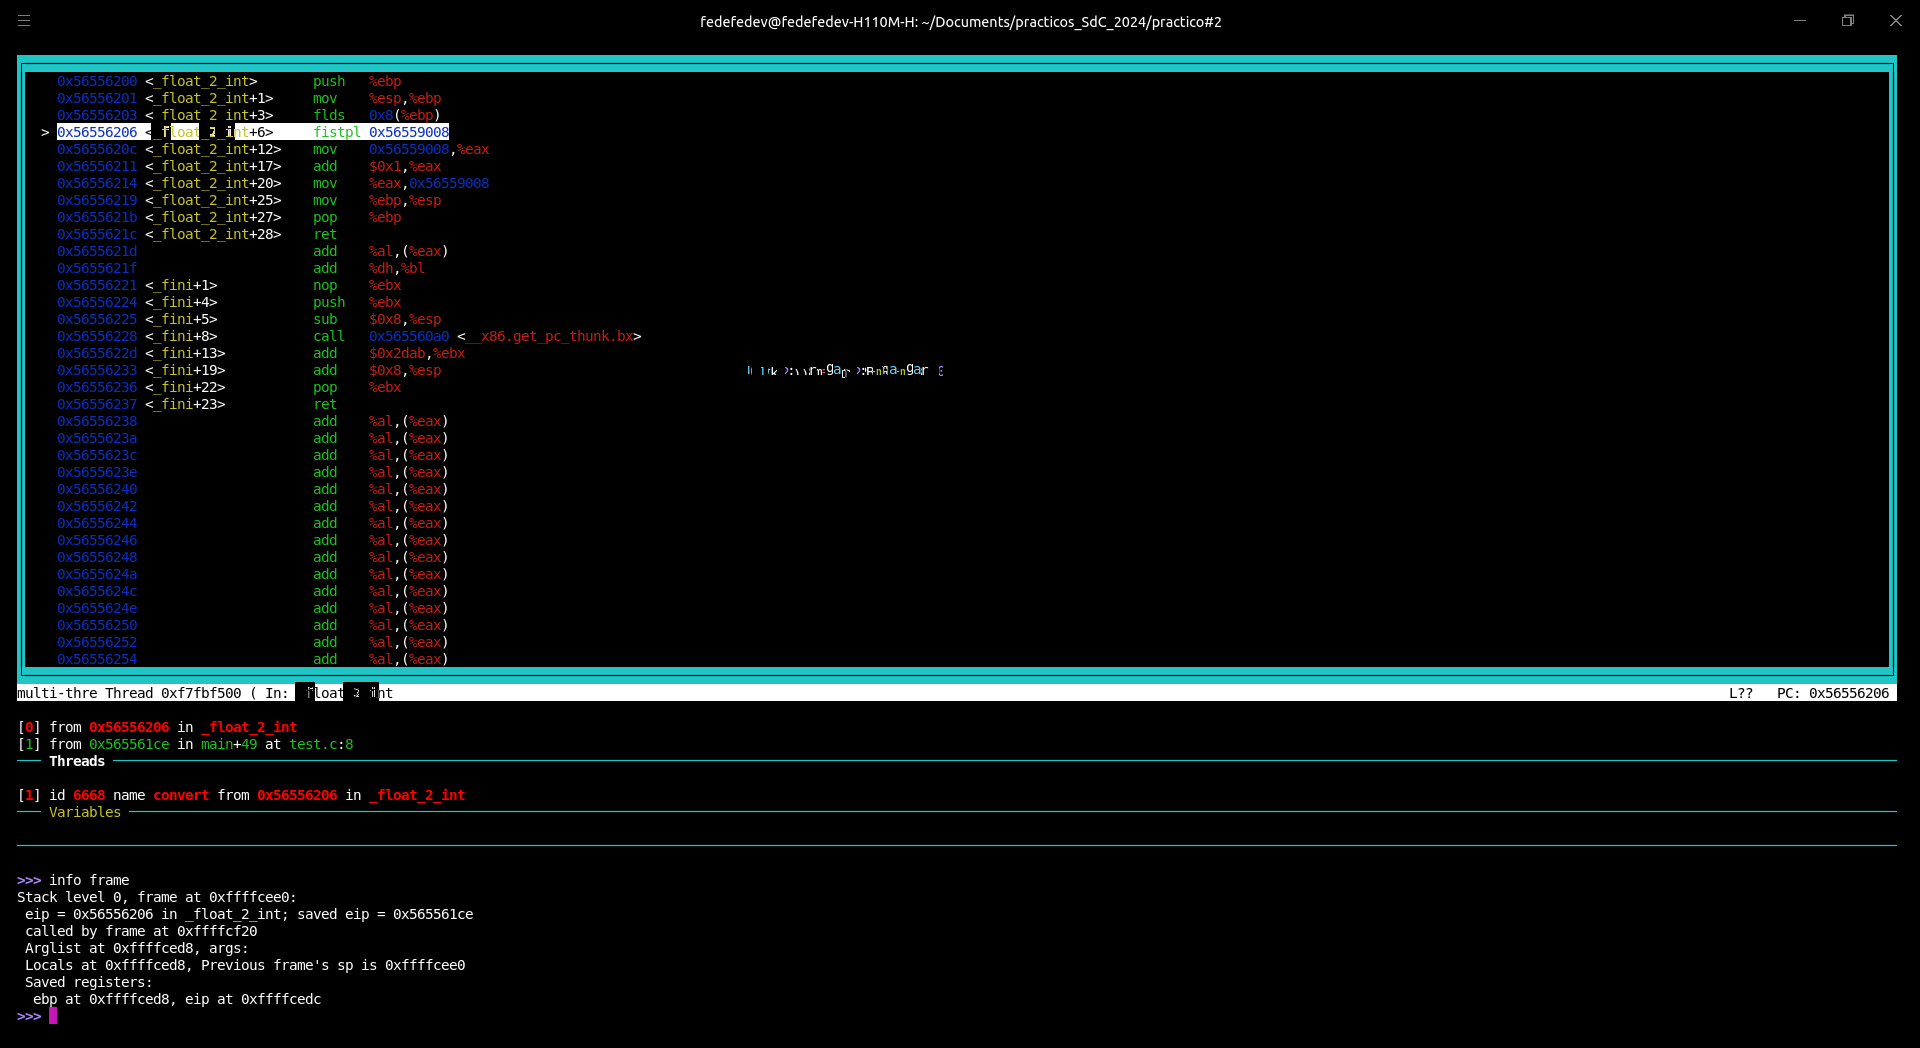 fedefedev@fedefedev-H110M-H: ~/Documents/practicos_SdC_2024/practico#2
0x56556200 <_float_2_int> push %ebp
0x56556201 <_float_2_int+1> mov %esp,%ebp
0x56556203 <_float_2_int+3> flds 0x8(%ebp)
> 0x56556206 <_float_2_int+6> fistpl 0x56559008
0x5655620c <_float_2_int+12> mov 0x56559008,%eax
0x56556211 <_float_2_int+17> add $0x1,%eax
0x56556214 <_float_2_int+20> mov %eax,0x56559008
0x56556219 <_float_2_int+25> mov %ebp,%esp
0x5655621b <_float_2_int+27> pop %ebp
0x5655621c <_float_2_int+28> ret
0x5655621d add %al,(%eax)
0x5655621f add %dh,%bl
0x56556221 <_fini+1> nop %ebx
0x56556224 <_fini+4> push %ebx
0x56556225 <_fini+5> sub $0x8,%esp
0x56556228 <_fini+8> call 0x565560a0 <__x86.get_pc_thunk.bx>
0x5655622d <_fini+13> add $0x2dab,%ebx
0x56556233 <_fini+19> add $0x8,%esp
0x56556236 <_fini+22> pop %ebx
0x56556237 <_fini+23> ret
0x56556238 add %al,(%eax)
0x5655623a add %al,(%eax)
0x5655623c add %al,(%eax)
0x5655623e add %al,(%eax)
0x56556240 add %al,(%eax)
0x56556242 add %al,(%eax)
0x56556244 add %al,(%eax)
0x56556246 add %al,(%eax)
0x56556248 add %al,(%eax)
0x5655624a add %al,(%eax)
0x5655624c add %al,(%eax)
0x5655624e add %al,(%eax)
0x56556250 add %al,(%eax)
0x56556252 add %al,(%eax)
0x56556254 add %al,(%eax)
multi-thre Thread 0xf7fbf500 ( In: _float_2_int L?? PC: 0x56556206
[0] from 0x56556206 in _float_2_int
[1] from 0x565561ce in main+49 at test.c:8
Threads
[1] id 6668 name convert from 0x56556206 in _float_2_int
Variables
>>> info frame
Stack level 0, frame at 0xffffcee0:
eip = 0x56556206 in _float_2_int; saved eip = 0x565561ce
called by frame at 0xffffcf20
Arglist at 0xffffced8, args:
Locals at 0xffffced8, Previous frame's sp is 0xffffcee0
Saved registers:
ebp at 0xffffced8, eip at 0xffffcedc
>>>